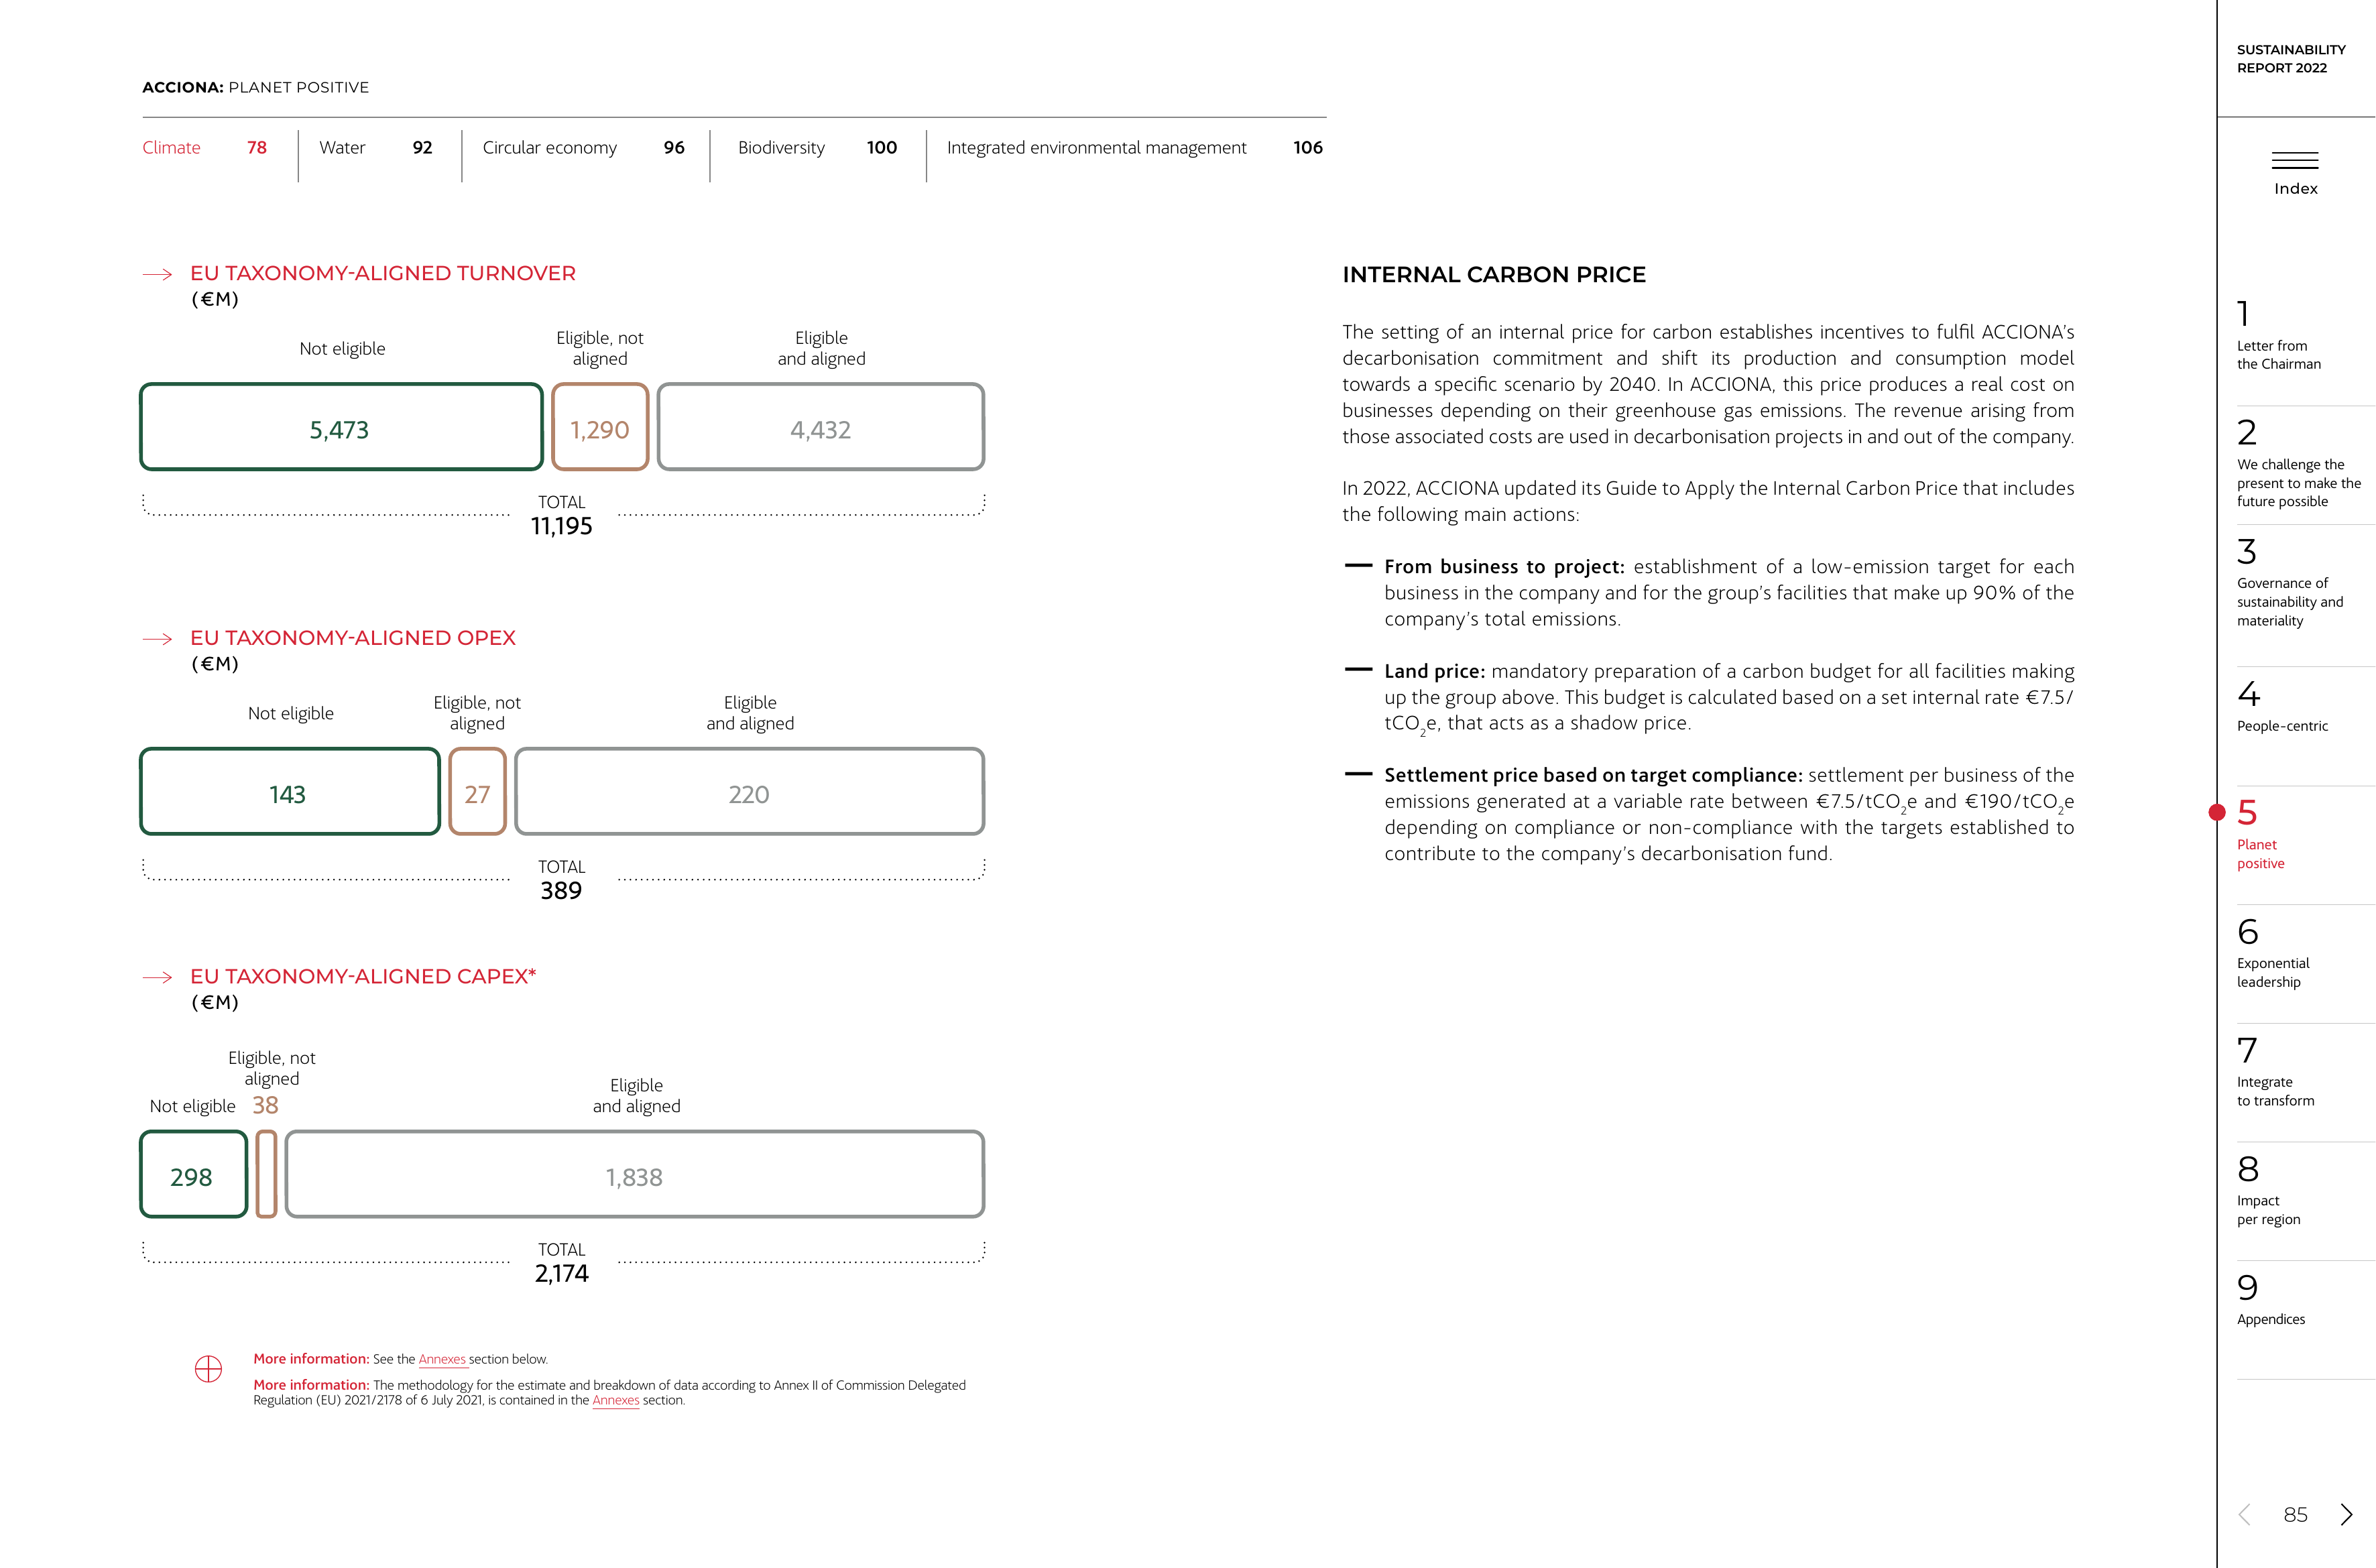 ACCIONA: PLANET POSITIVE
Climate 78
Water 92
Circular economy 96
Biodiversity 100
Integrated environmental management 106
EU TAXONOMY-ALIGNED TURNOVER
(€M)
Not eligible
Eligible, not
aligned
Eligible
and aligned
5,473
1,290
4,432
TOTAL
11,195
EU TAXONOMY-ALIGNED OPEX
(€M)
Not eligible
Eligible, not
aligned
Eligible
and aligned
143
27
220
TOTAL
389
EU TAXONOMY-ALIGNED CAPEX*
(€M)
Not eligible
Eligible, not
aligned
38
Eligible
and aligned
298
1,838
TOTAL
2,174
More information: See the Annexes section below.
More information: The methodology for the estimate and breakdown of data according to Annex II of Commission Delegated
Regulation (EU) 2021/2178 of 6 July 2021, is contained in the Annexes section.
INTERNAL CARBON PRICE
The setting of an internal price for carbon establishes incentives to fulfil ACCIONA’s
decarbonisation commitment and shift its production and consumption model
towards a specific scenario by 2040. In ACCIONA, this price produces a real cost on
businesses depending on their greenhouse gas emissions. The revenue arising from
those associated costs are used in decarbonisation projects in and out of the company.
In 2022, ACCIONA updated its Guide to Apply the Internal Carbon Price that includes
the following main actions:
— From business to project: establishment of a low-emission target for each
business in the company and for the group’s facilities that make up 90% of the
company’s total emissions.
— Land price: mandatory preparation of a carbon budget for all facilities making
up the group above. This budget is calculated based on a set internal rate €7.5/
tCO₂e, that acts as a shadow price.
— Settlement price based on target compliance: settlement per business of the
emissions generated at a variable rate between €7.5/tCO₂e and €190/tCO₂e
depending on compliance or non-compliance with the targets established to
contribute to the company’s decarbonisation fund.
SUSTAINABILITY
REPORT 2022
Index
1
Letter from
the Chairman
2
We challenge the
present to make the
future possible
3
Governance of
sustainability and
materiality
4
People-centric
5
Planet
positive
6
Exponential
leadership
7
Integrate
to transform
8
Impact
per region
9
Appendices
85